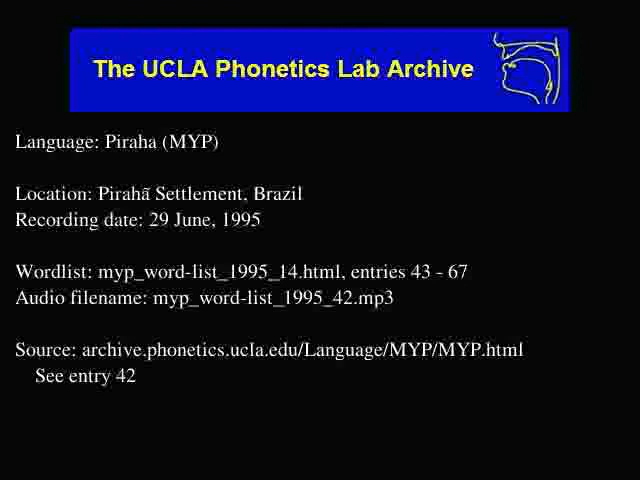 The UCLA Phonetics Lab Archive
Language: Piraha (MYP)
Location: Pirahã Settlement, Brazil
Recording date: 29 June, 1995
Wordlist: myp_word-list_1995_14.html, entries 43 - 67
Audio filename: myp_word-list_1995_42.mp3
Source: archive.phonetics.ucla.edu/Language/MYP/MYP.html
See entry 42